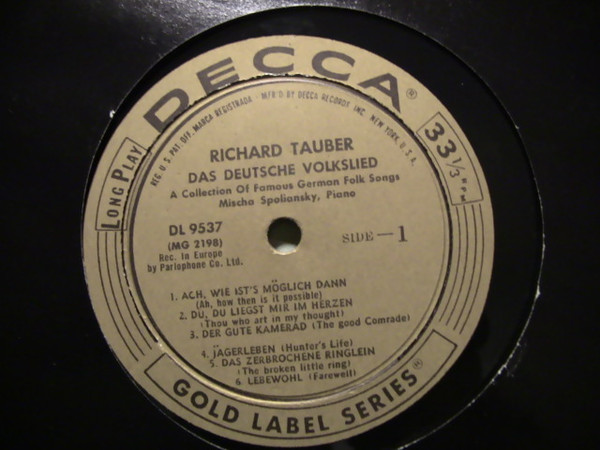 DECCA®
REG. U. S. PAT. OFF. MARCA REGISTRADA - MFR'D BY DECCA RECORDS INC. NEW YORK, U. S. A.
LONG PLAY
33 1/3 RPM
RICHARD TAUBER
DAS DEUTSCHE VOLKSLIED
A Collection Of Famous German Folk Songs
Mischa Spoliansky, Piano
DL 9537
(MG 2198)
SIDE — 1
Rec. In Europe
by Parlophone Co. Ltd.
1. ACH, WIE IST'S MÖGLICH DANN
(Ah, how then is it possible)
2. DU, DU LIEGST MIR IM HERZEN
(Thou who art in my thought)
3. DER GUTE KAMERAD (The good Comrade)
4. JÄGERLEBEN (Hunter's Life)
5. DAS ZERBROCHENE RINGLEIN
(The broken little ring)
6. LEBEWOHL (Farewell)
GOLD LABEL SERIES